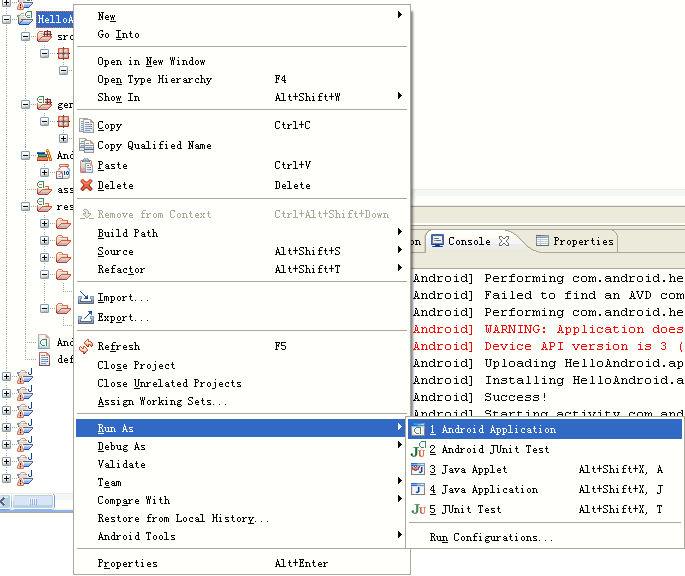 HelloA
src
gen
And
ass
res
And
def
New
Go Into
Open in New Window
Open Type Hierarchy F4
Show In Alt+Shift+W
Copy Ctrl+C
Copy Qualified Name
Paste Ctrl+V
Delete Delete
Remove from Context Ctrl+Alt+Shift+Down
Build Path
Source Alt+Shift+S
Refactor Alt+Shift+T
Import...
Export...
Refresh F5
Close Project
Close Unrelated Projects
Assign Working Sets...
Run As
Debug As
Validate
Team
Compare With
Restore from Local History...
Android Tools
Properties Alt+Enter
on Console Properties
Android] Performing com.android.he
Android] Failed to find an AVD com
Android] Performing com.android.he
Android] WARNING: Application does
Android] Device API version is 3 (
Android] Uploading HelloAndroid.ap
Android] Installing HelloAndroid.a
Android] Success!
Android] Starting activity com.and
1 Android Application
2 Android JUnit Test
3 Java Applet Alt+Shift+X, A
4 Java Application Alt+Shift+X, J
5 JUnit Test Alt+Shift+X, T
Run Configurations...